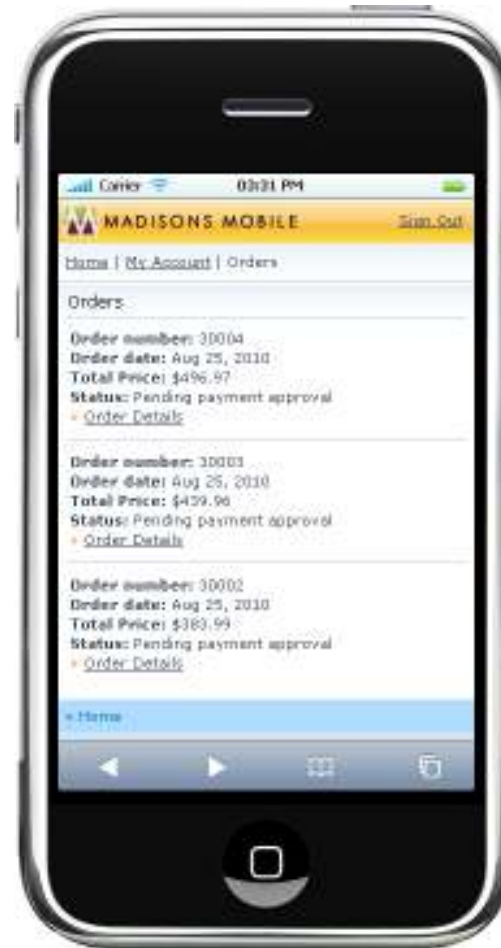 Carrier 03:31 PM
MADISONS MOBILE Sign Out
Home | My Account | Orders
Orders
Order number: 30004
Order date: Aug 25, 2010
Total Price: $496.97
Status: Pending payment approval
Order Details
Order number: 30003
Order date: Aug 25, 2010
Total Price: $439.96
Status: Pending payment approval
Order Details
Order number: 30002
Order date: Aug 25, 2010
Total Price: $383.99
Status: Pending payment approval
Order Details
» Home